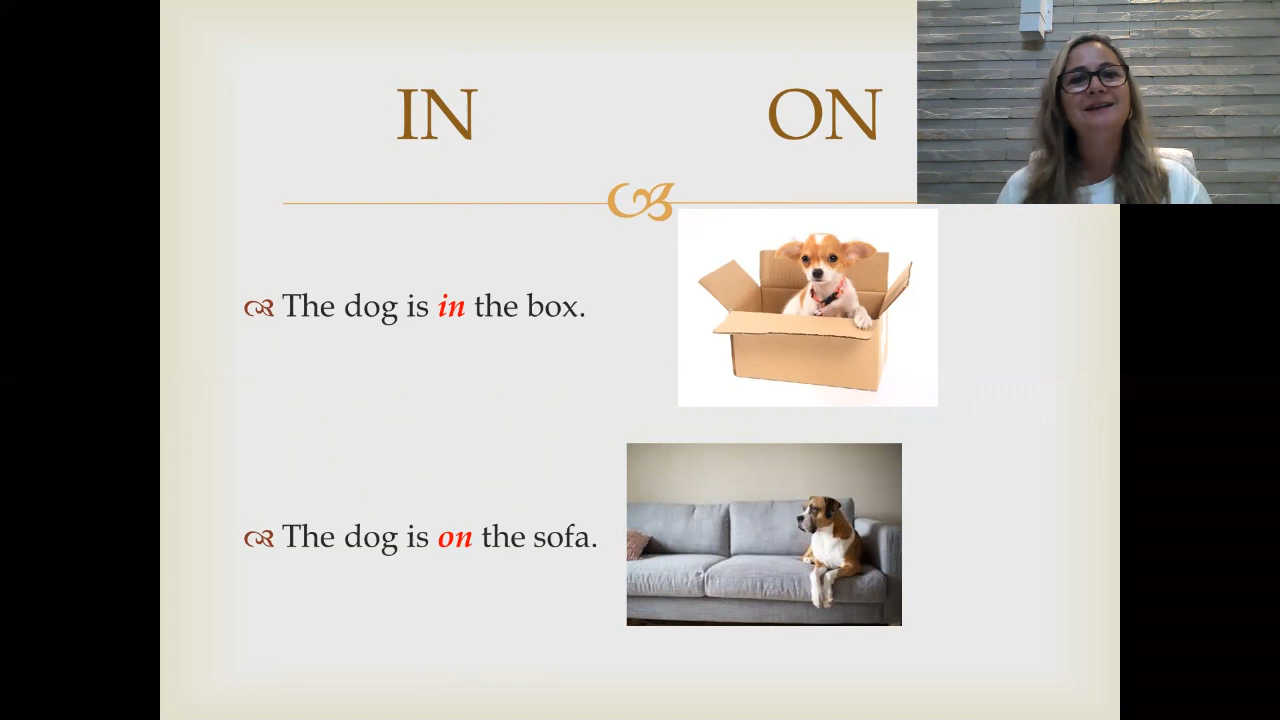 IN ON
The dog is in the box.
The dog is on the sofa.